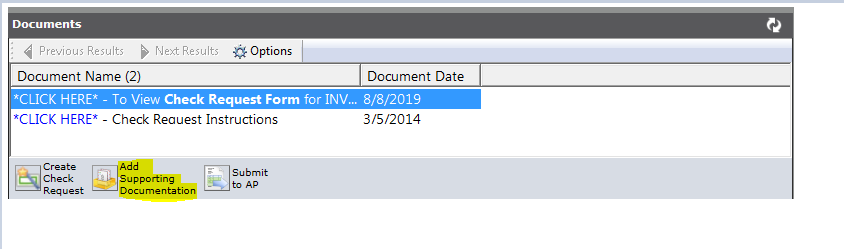 Documents
Previous Results Next Results Options
Document Name (2) Document Date
*CLICK HERE* - To View Check Request Form for INV... 8/8/2019
*CLICK HERE* - Check Request Instructions 3/5/2014
Create
Check
Request
Add
Supporting
Documentation
Submit
to AP